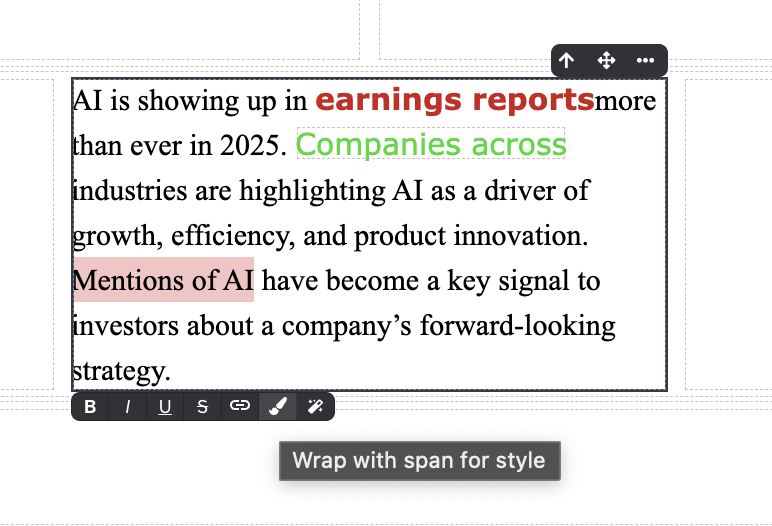 AI is showing up in earnings reportsmore
than ever in 2025. Companies across
industries are highlighting AI as a driver of
growth, efficiency, and product innovation.
Mentions of AI have become a key signal to
investors about a company’s forward-looking
strategy.
B I U S
Wrap with span for style